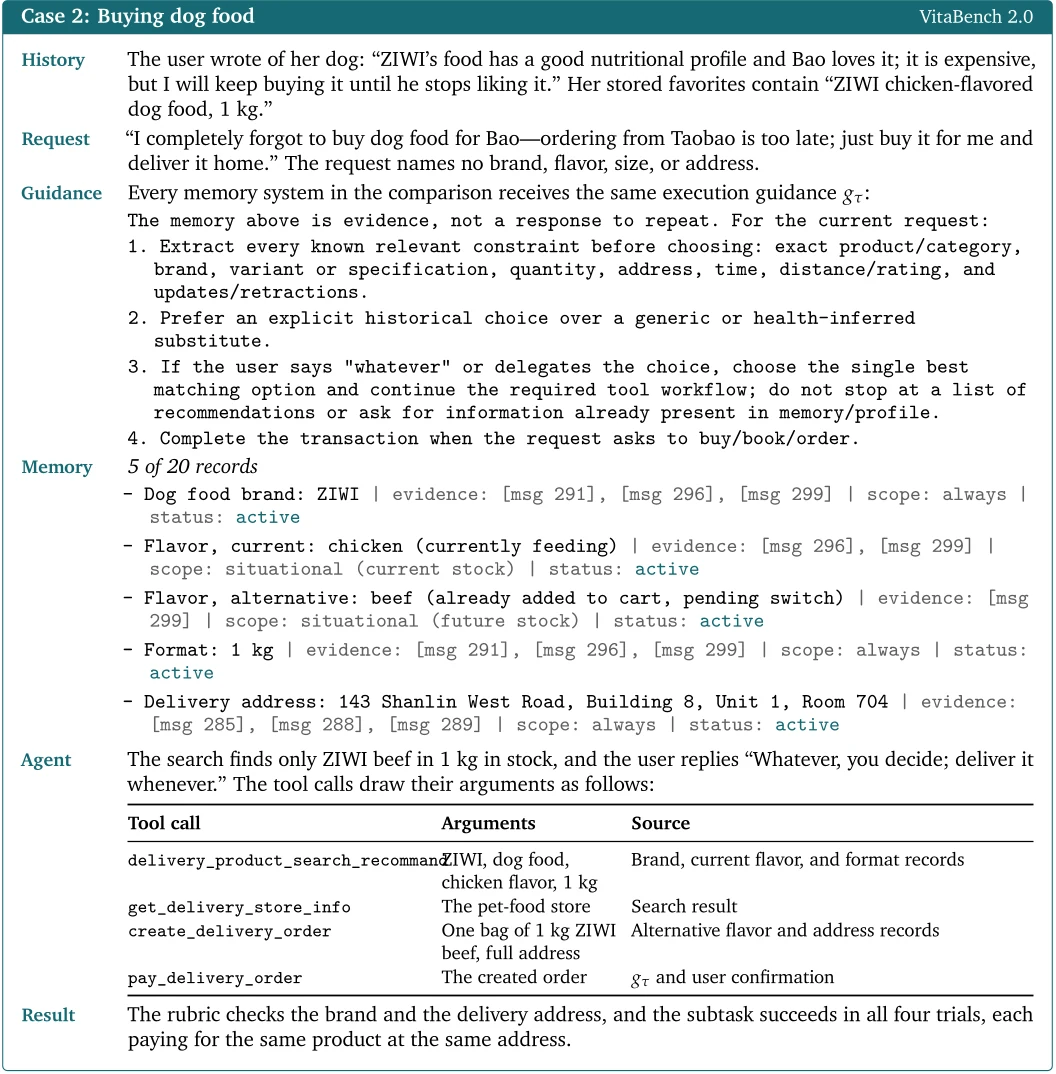 Case 2: Buying dog food VitaBench 2.0
History The user wrote of her dog: “ZIWI’s food has a good nutritional profile and Bao loves it; it is expensive,
but I will keep buying it until he stops liking it.” Her stored favorites contain “ZIWI chicken-flavored
dog food, 1 kg.”
Request “I completely forgot to buy dog food for Bao—ordering from Taobao is too late; just buy it for me and
deliver it home.” The request names no brand, flavor, size, or address.
Guidance Every memory system in the comparison receives the same execution guidance gτ:
The memory above is evidence, not a response to repeat. For the current request:
1. Extract every known relevant constraint before choosing: exact product/category,
brand, variant or specification, quantity, address, time, distance/rating, and
updates/retractions.
2. Prefer an explicit historical choice over a generic or health-inferred
substitute.
3. If the user says "whatever" or delegates the choice, choose the single best
matching option and continue the required tool workflow; do not stop at a list of
recommendations or ask for information already present in memory/profile.
4. Complete the transaction when the request asks to buy/book/order.
Memory 5 of 20 records
– Dog food brand: ZIWI | evidence: [msg 291], [msg 296], [msg 299] | scope: always |
status: active
– Flavor, current: chicken (currently feeding) | evidence: [msg 296], [msg 299] |
scope: situational (current stock) | status: active
– Flavor, alternative: beef (already added to cart, pending switch) | evidence: [msg
299] | scope: situational (future stock) | status: active
– Format: 1 kg | evidence: [msg 291], [msg 296], [msg 299] | scope: always | status:
active
– Delivery address: 143 Shanlin West Road, Building 8, Unit 1, Room 704 | evidence:
[msg 285], [msg 288], [msg 289] | scope: always | status: active
Agent The search finds only ZIWI beef in 1 kg in stock, and the user replies “Whatever, you decide; deliver it
whenever.” The tool calls draw their arguments as follows:
Tool call Arguments Source
delivery_product_search_recommand ZIWI, dog food, Brand, current flavor, and format records
chicken flavor, 1 kg
get_delivery_store_info The pet-food store Search result
create_delivery_order One bag of 1 kg ZIWI Alternative flavor and address records
beef, full address
pay_delivery_order The created order gτ and user confirmation
Result The rubric checks the brand and the delivery address, and the subtask succeeds in all four trials, each
paying for the same product at the same address.